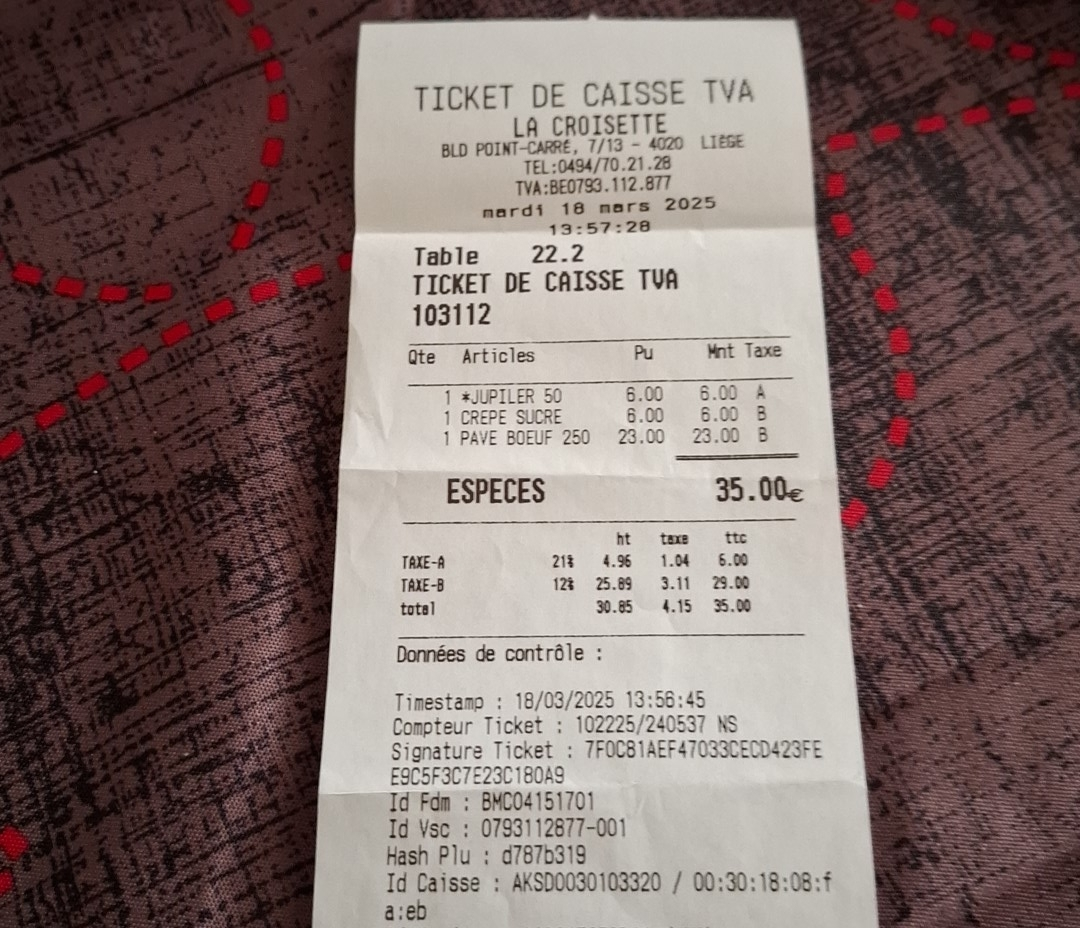 TICKET DE CAISSE TVA
LA CROISETTE
BLD POINT-CARRÉ, 7/13 - 4020 LIÈGE
TEL:0494/70.21.28
TVA:BE0793.112.877
mardi 18 mars 2025
13:57:28
Table 22.2
TICKET DE CAISSE TVA
103112
Qte Articles Pu Mnt Taxe
1 *JUPILER 50 6.00 6.00 A
1 CREPE SUCRE 6.00 6.00 B
1 PAVE BOEUF 250 23.00 23.00 B
ESPECES 35.00€
ht taxe ttc
TAXE-A 21% 4.96 1.04 6.00
TAXE-B 12% 25.89 3.11 29.00
total 30.85 4.15 35.00
Données de contrôle :
Timestamp : 18/03/2025 13:56:45
Compteur Ticket : 102225/240537 NS
Signature Ticket : 7F0C81AEF47033CECD423FE
E9C5F3C7E23C180A9
Id Fdm : BMC04151701
Id Vsc : 0793112877-001
Hash Plu : d787b319
Id Caisse : AKSD0030103320 / 00:30:18:08:f
a:eb